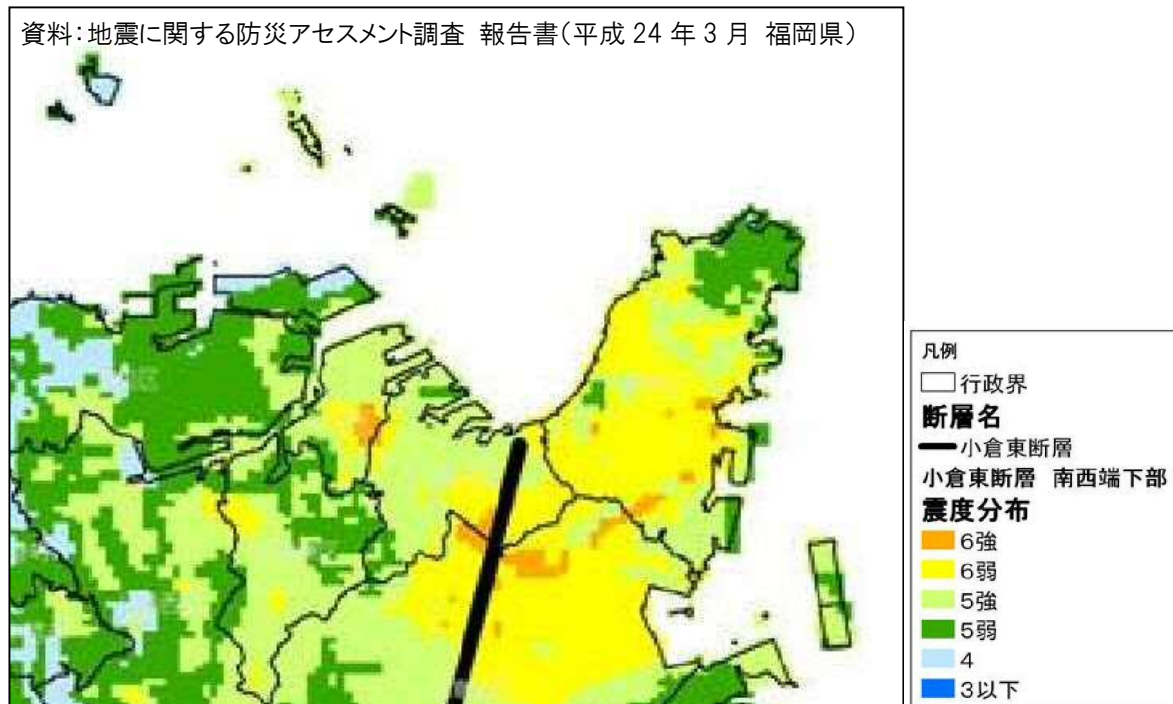 資料：地震に関する防災アセスメント調査 報告書（平成 24 年 3 月 福岡県）
凡例
行政界
断層名
小倉東断層
小倉東断層 南西端下部
震度分布
6強
6弱
5強
5弱
4
3以下